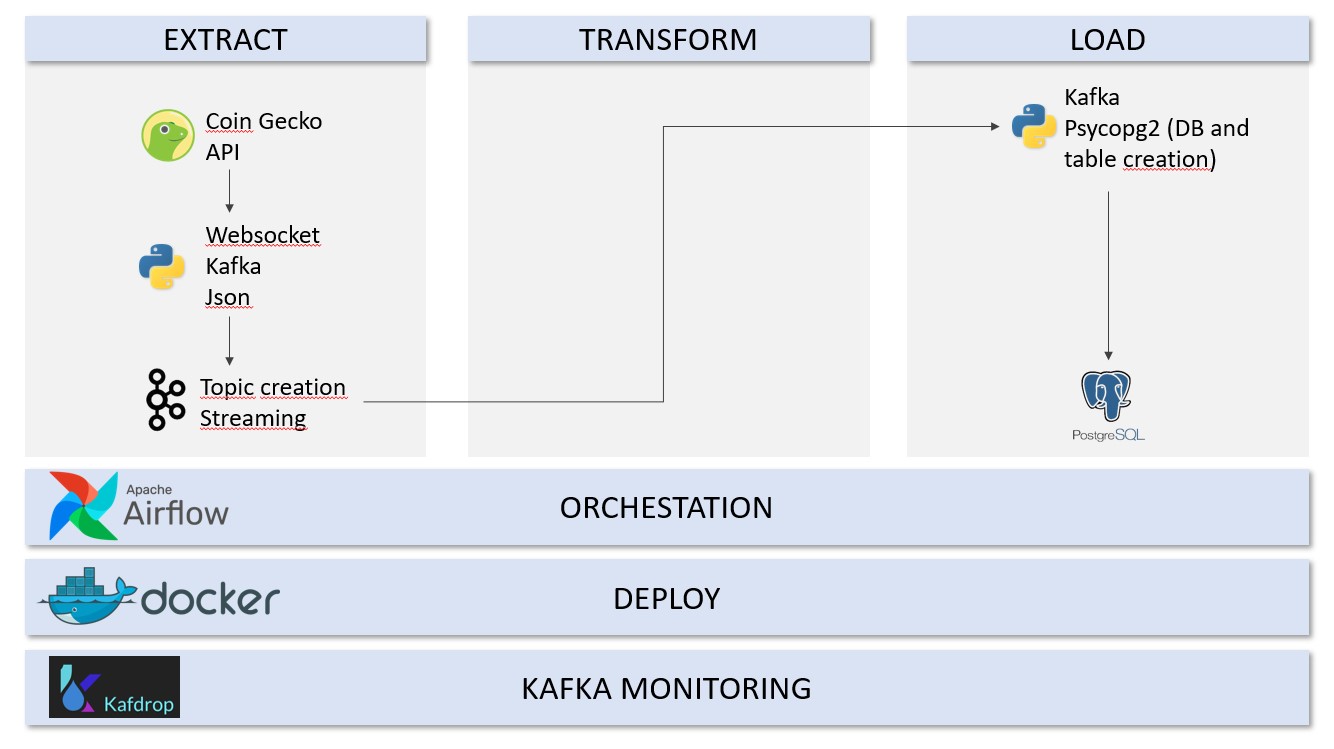 EXTRACT
TRANSFORM
LOAD
Coin Gecko
API
Websocket
Kafka
Json
Topic creation
Streaming
Kafka
Psycopg2 (DB and
table creation)
PostgreSQL
Apache
Airflow
ORCHESTATION
docker
DEPLOY
Kafdrop
KAFKA MONITORING